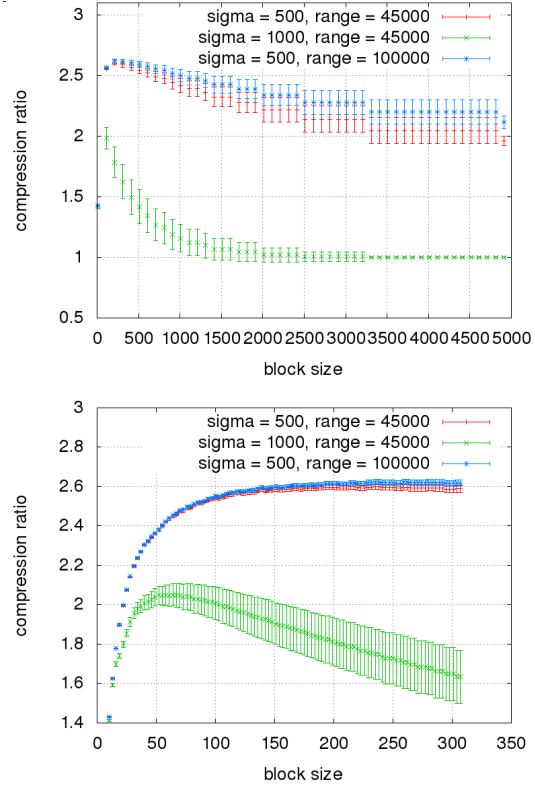 3
2.5
2
1.5
1
0.5
compression ratio
sigma = 500, range = 45000
sigma = 1000, range = 45000
sigma = 500, range = 100000
0 500 1000 1500 2000 2500 3000 3500 4000 4500 5000
block size
3
2.8
2.6
2.4
2.2
2
1.8
1.6
1.4
compression ratio
sigma = 500, range = 45000
sigma = 1000, range = 45000
sigma = 500, range = 100000
0 50 100 150 200 250 300 350
block size